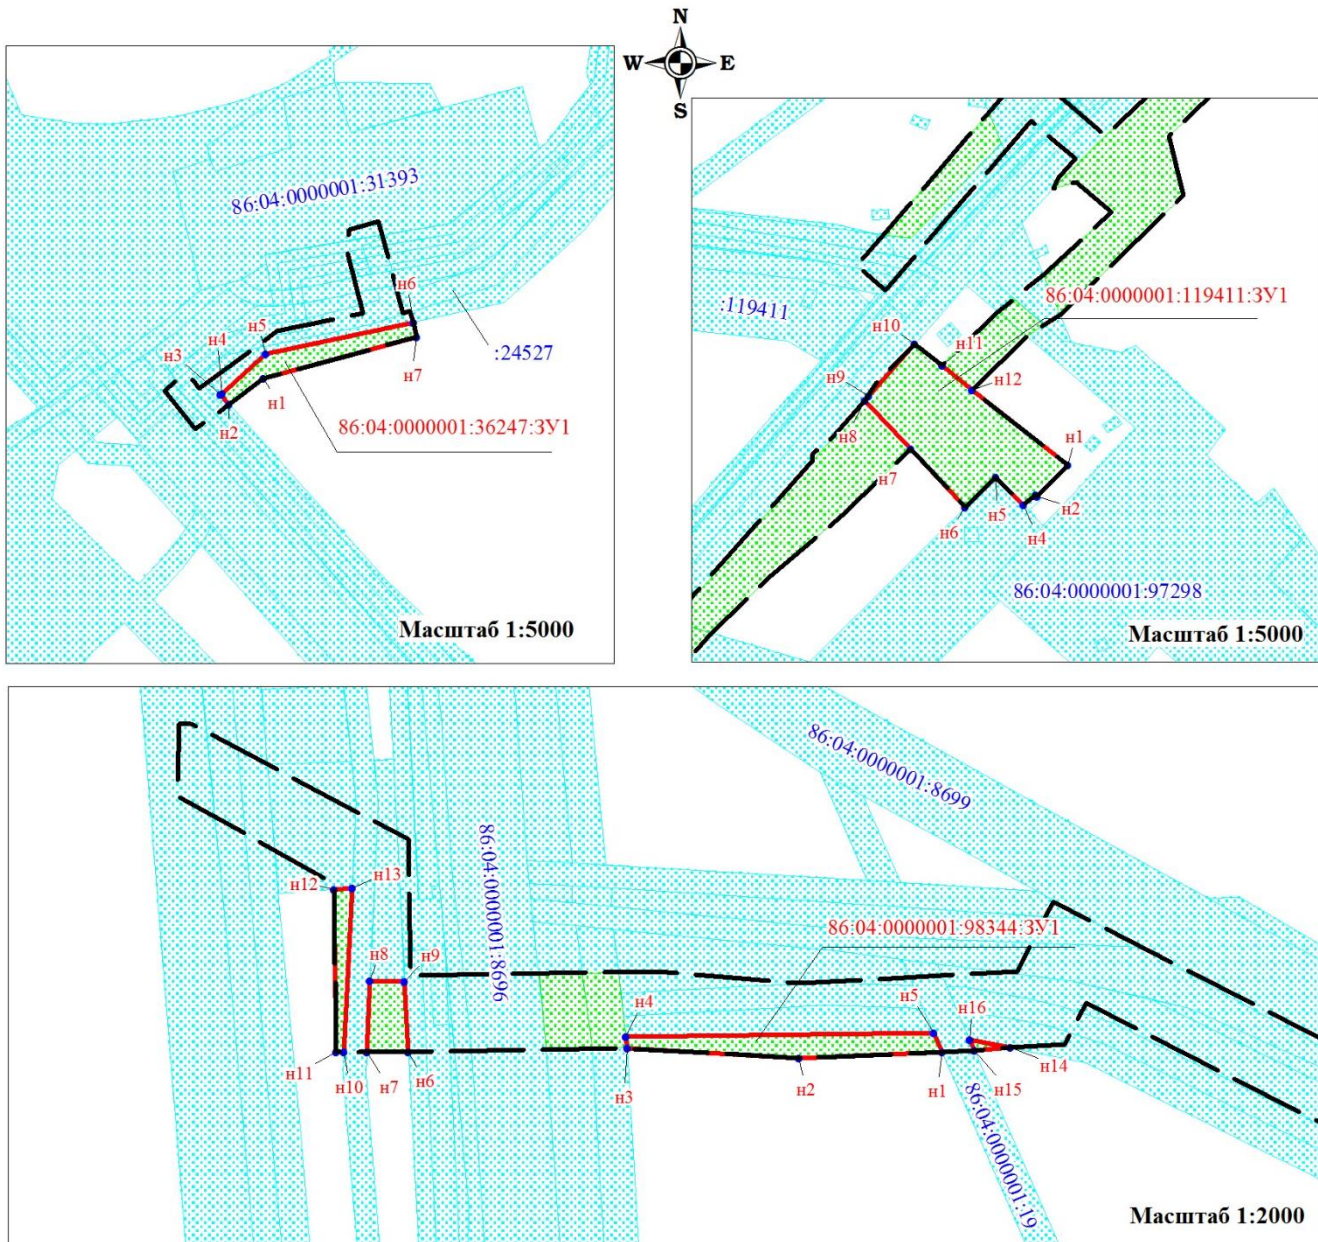 N
W E
S
86:04:0000001:31393
н6
н5
н4
н3
:24527
н7
н1
н2
86:04:0000001:36247:ЗУ1
Масштаб 1:5000
86:04:0000001:119411:ЗУ1
:119411
н10
н11
н12
н9
н8
н1
н7
н2
н5
н6
н4
86:04:0000001:97298
Масштаб 1:5000
86:04:0000001:8699
86:04:0000001:8696
н12
н13
86:04:0000001:98344:ЗУ1
н8
н9
н4
н5
н16
н11
н10
н7
н6
н3
н2
н1
н15
н14
86:04:0000001:19
Масштаб 1:2000